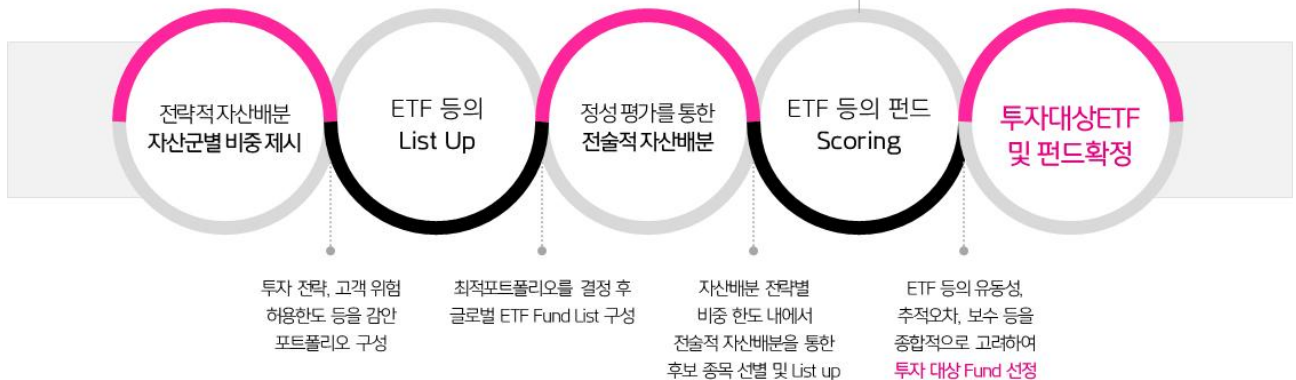 전략적 자산배분
자산군별 비중 제시
ETF 등의
List Up
정성 평가를 통한
전술적 자산배분
ETF 등의 펀드
Scoring
투자대상ETF
및 펀드확정
투자 전략, 고객 위험
허용한도 등을 감안
포트폴리오 구성
최적포트폴리오를 결정 후
글로벌 ETF Fund List 구성
자산배분 전략별
비중 한도 내에서
전술적 자산배분을 통한
후보 종목 선별 및 List up
ETF 등의 유동성,
추적오차, 보수 등을
종합적으로 고려하여
투자 대상 Fund 선정